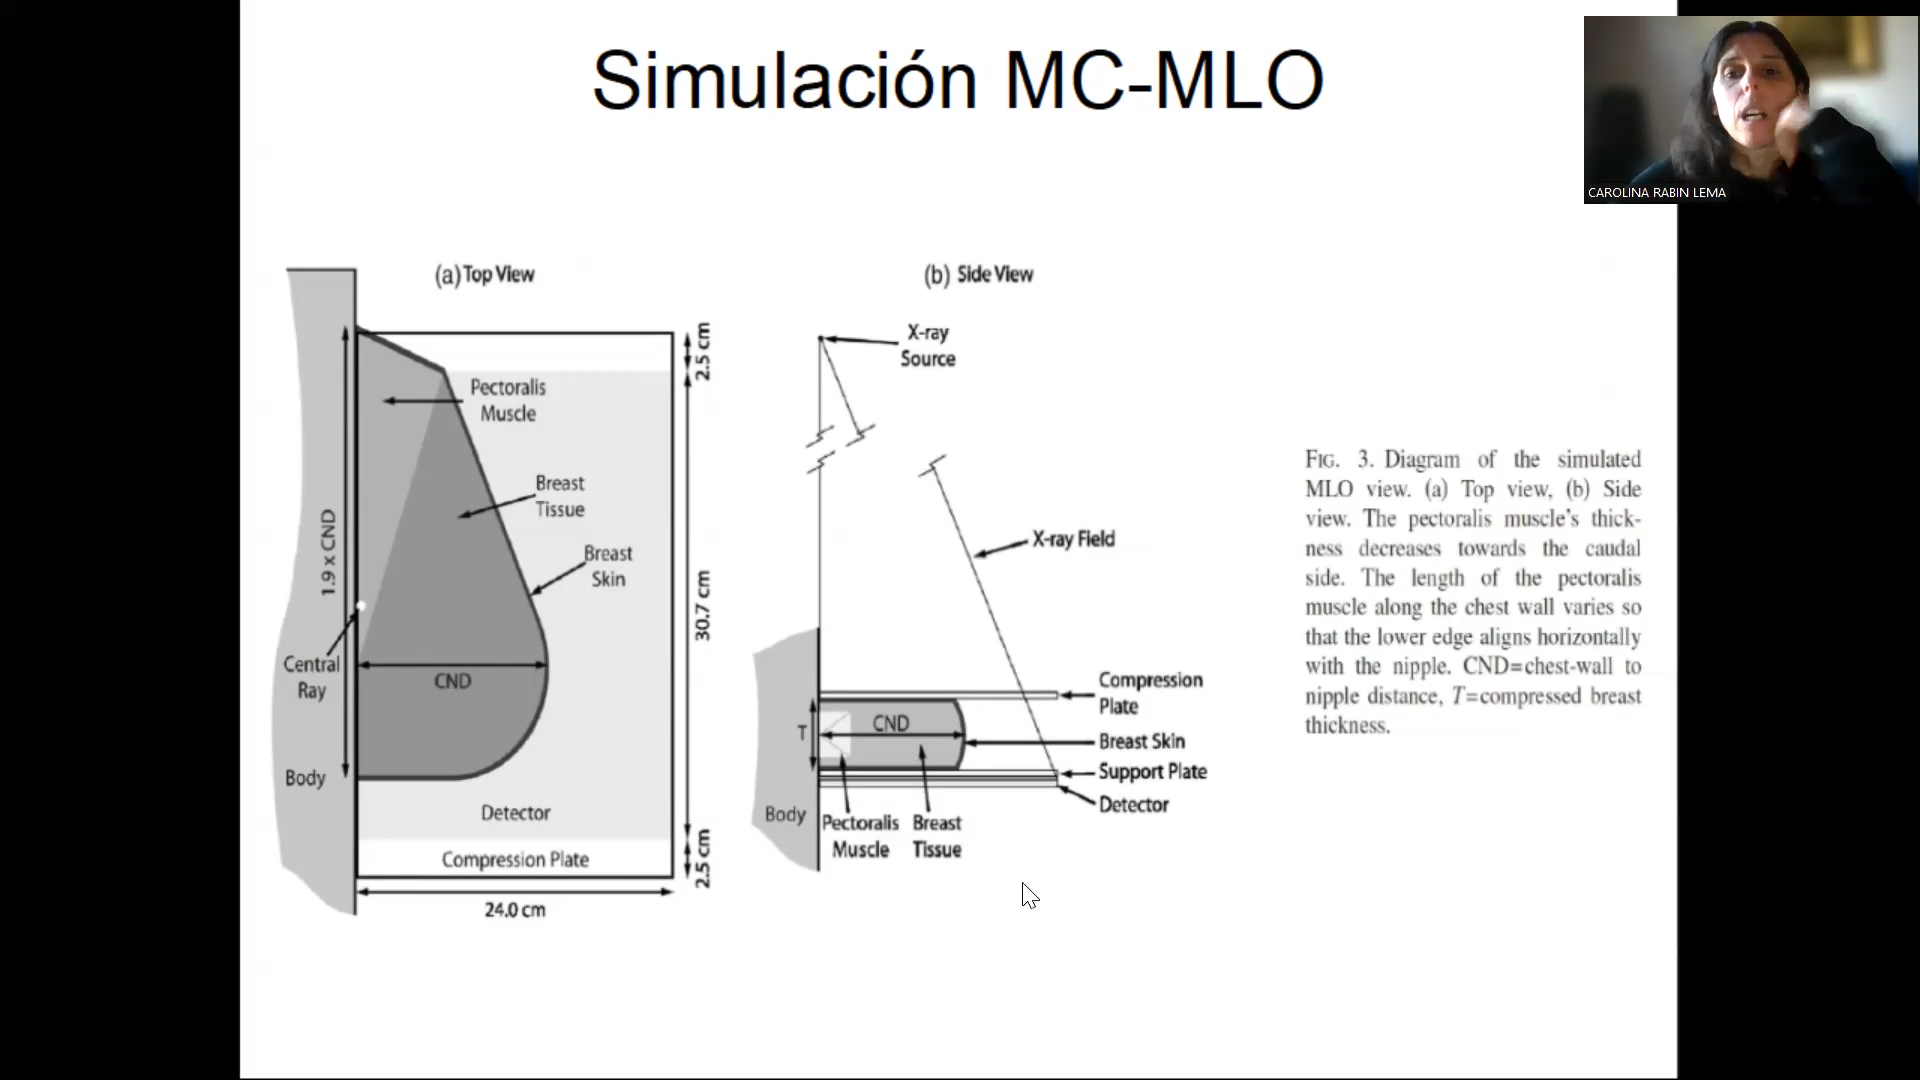 Simulación MC-MLO
CAROLINA RABIN LEMA
(a) Top View
2.5 cm
Pectoralis
Muscle
Breast
Tissue
Breast
Skin
1.9 x CND
30.7 cm
Central
Ray
CND
Body
Detector
Compression Plate
2.5 cm
24.0 cm
(b) Side View
X-ray
Source
X-ray Field
Compression
Plate
T
CND
Breast Skin
Support Plate
Detector
Body
Pectoralis
Muscle
Breast
Tissue
FIG. 3. Diagram of the simulated
MLO view. (a) Top view, (b) Side
view. The pectoralis muscle's thick-
ness decreases towards the caudal
side. The length of the pectoralis
muscle along the chest wall varies so
that the lower edge aligns horizontally
with the nipple. CND=chest-wall to
nipple distance, T=compressed breast
thickness.